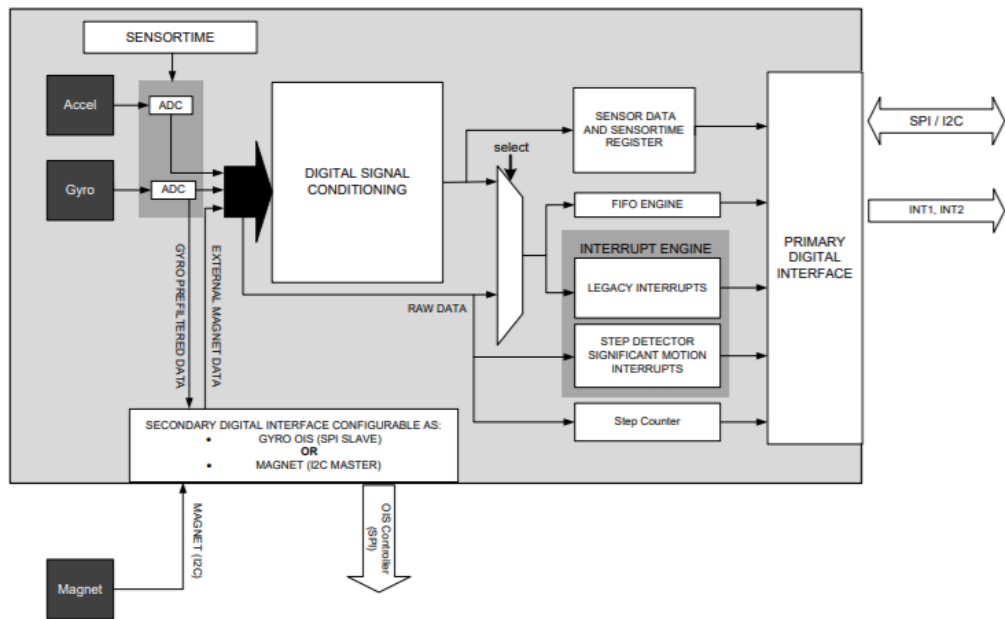 SENSORTIME
Accel
ADC
Gyro
ADC
DIGITAL SIGNAL
CONDITIONING
select
SENSOR DATA
AND SENSORTIME
REGISTER
FIFO ENGINE
INTERRUPT ENGINE
LEGACY INTERRUPTS
STEP DETECTOR
SIGNIFICANT MOTION
INTERRUPTS
Step Counter
PRIMARY
DIGITAL
INTERFACE
SPI / I2C
INT1, INT2
GYRO PREFILTERED DATA
EXTERNAL MAGNET DATA
RAW DATA
SECONDARY DIGITAL INTERFACE CONFIGURABLE AS:
• GYRO OIS (SPI SLAVE)
OR
• MAGNET (I2C MASTER)
MAGNET (I2C)
OIS Controller
(SPI)
Magnet